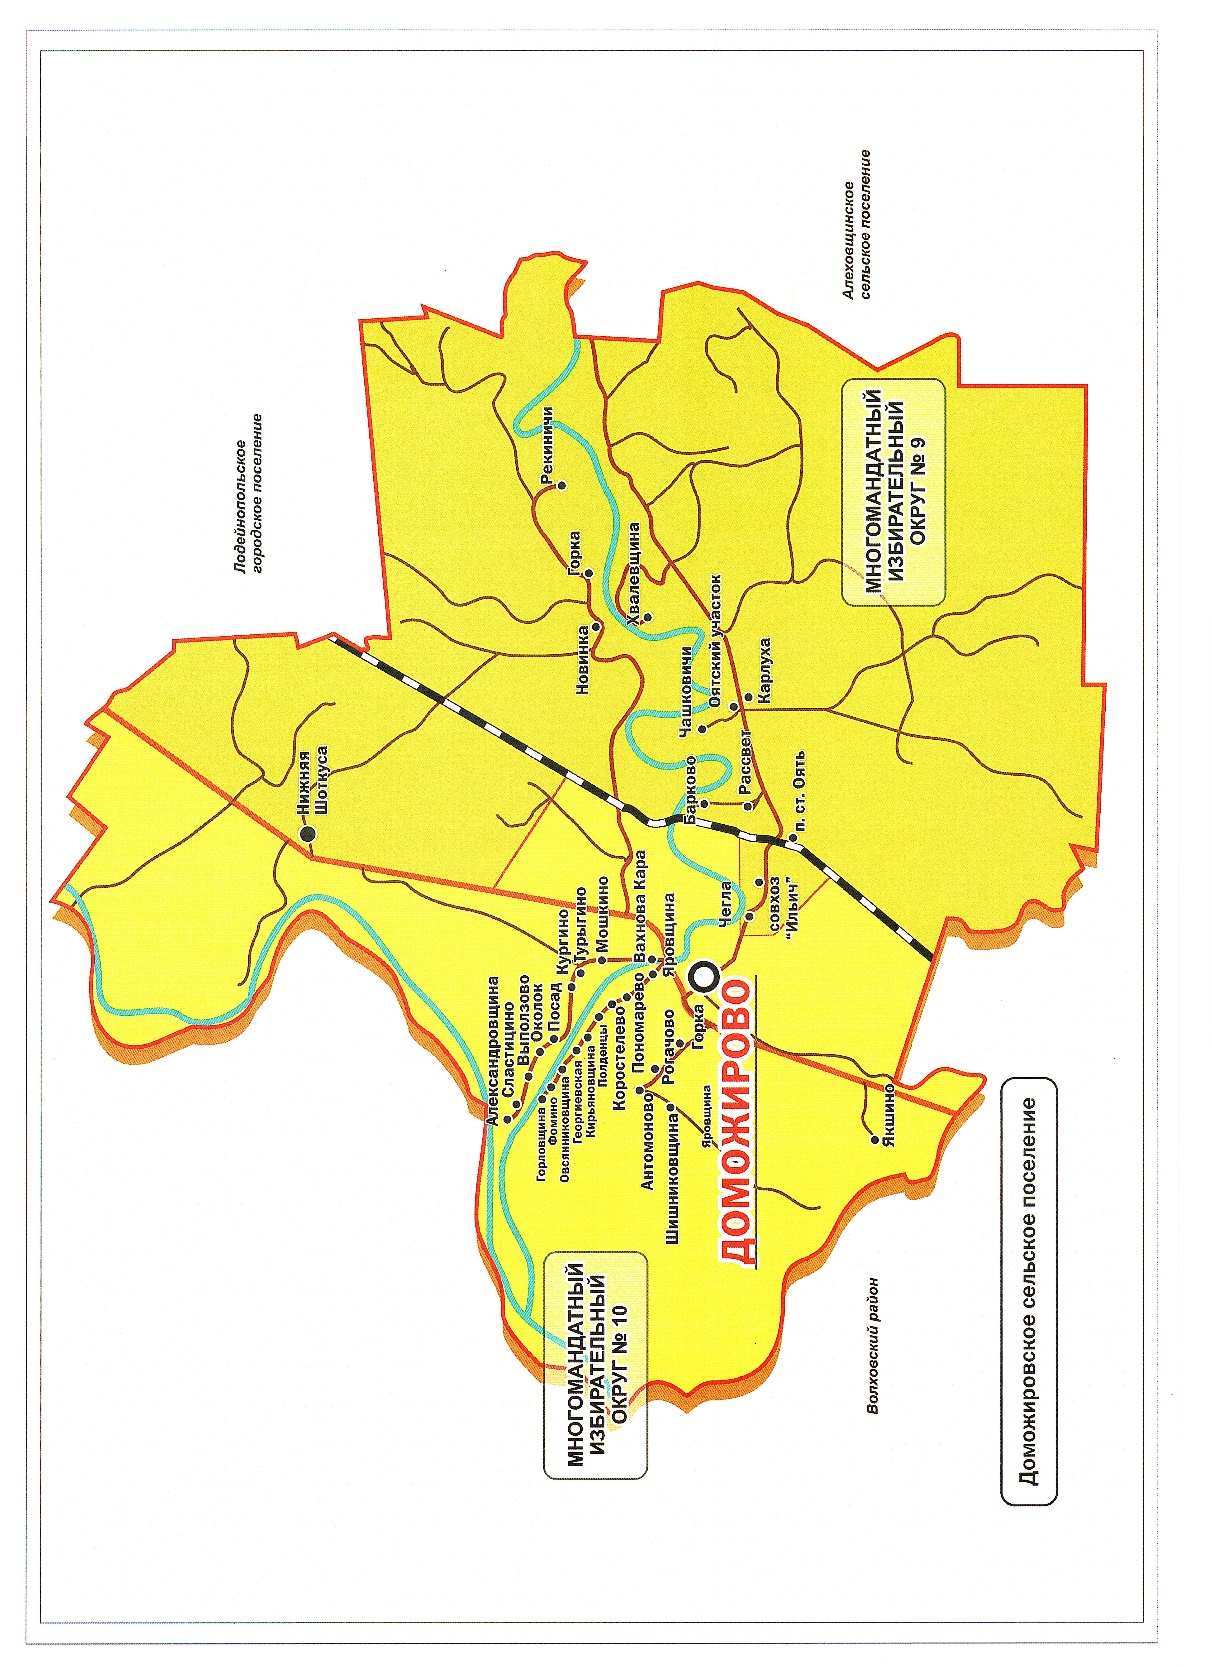 Лодейнопольское
городское поселение
Алеховщинское
сельское поселение
Волховский район
Доможировское сельское поселение
МНОГОМАНДАТНЫЙ
ИЗБИРАТЕЛЬНЫЙ
ОКРУГ № 10
МНОГОМАНДАТНЫЙ
ИЗБИРАТЕЛЬНЫЙ
ОКРУГ № 9
ДОМОЖИРОВО
Нижняя
Шоткуса
Александровщина
Сластицино
Выползово
Околок
Посад
Кургино
Турыгино
Мошкино
Вахнова Кара
Яровщина
Горловщина
Фомино
Овсянниковщина
Георгиевская
Кирьяновщина
Полденцы
Коростелево
Пономарево
Антомоново
Рогачово
Шишниковщина
Горка
Яровщина
Якшино
Чегла
совхоз
“Ильич”
п. ст. Оять
Барково
Рассвет
Чашковичи
Оятский участок
Карлуха
Новинка
Горка
Хвалевщина
Рекиничи